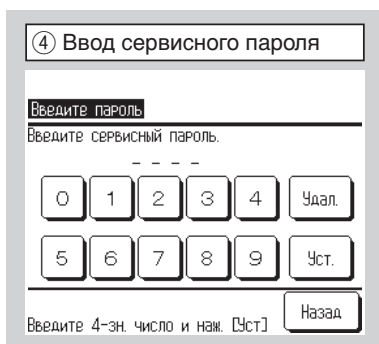 ④ Ввод сервисного пароля
Введите пароль
Введите сервисный пароль.
- - - -
0 1 2 3 4 Удал.
5 6 7 8 9 Уст.
Назад
Введите 4-зн. число и наж. [Уст]